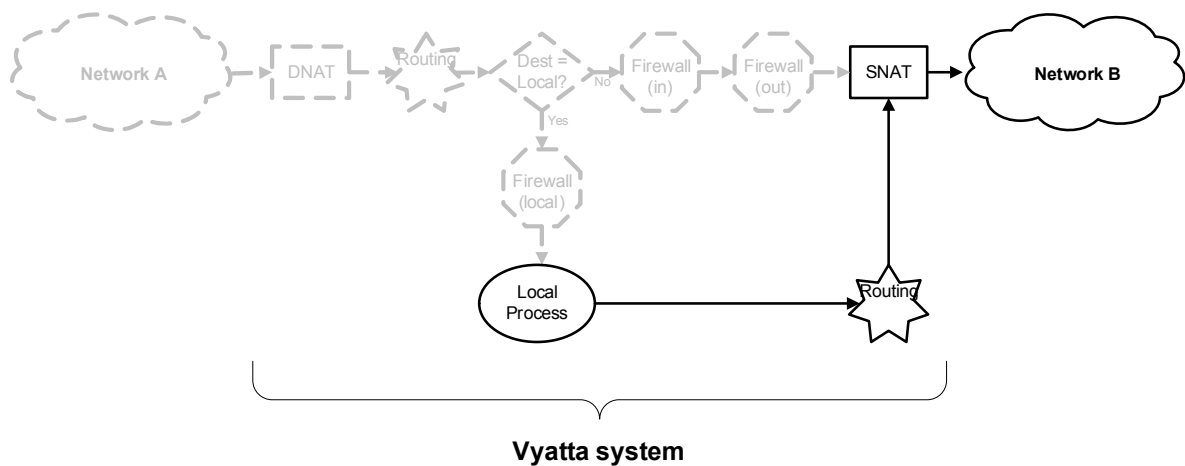 Network A
DNAT
Routing
Dest =
Local?
No
Yes
Firewall
(in)
Firewall
(out)
SNAT
Network B
Firewall
(local)
Local
Process
Routing
Vyatta system